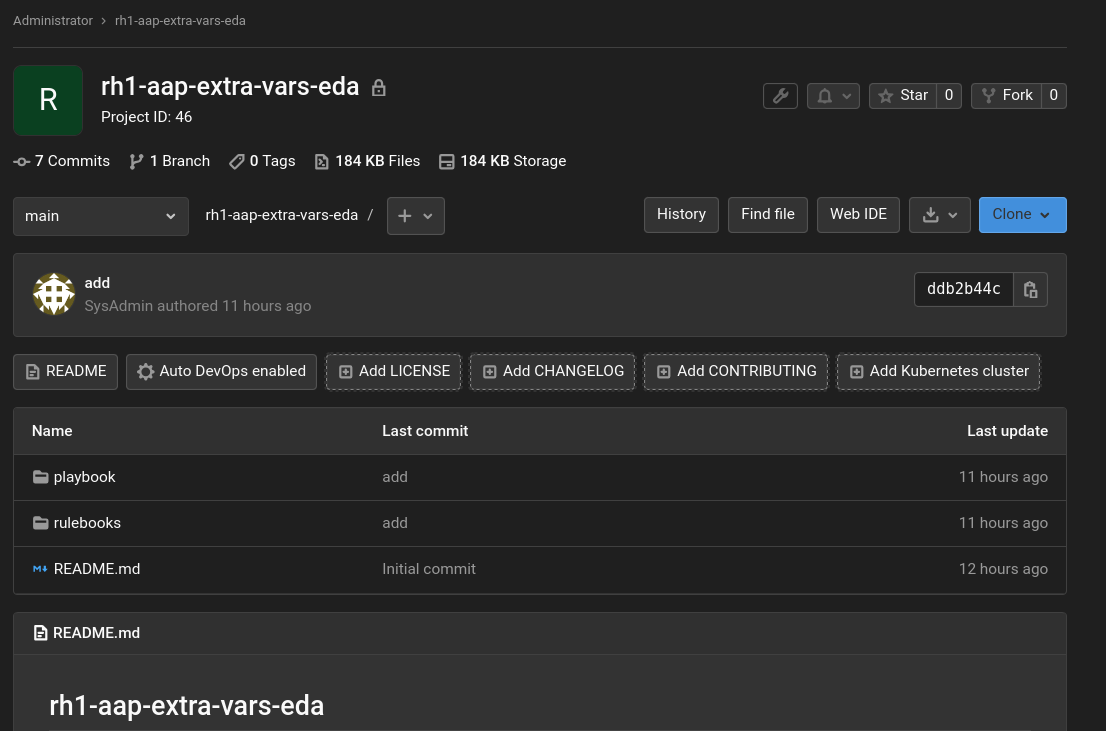 Administrator › rh1-aap-extra-vars-eda
R
rh1-aap-extra-vars-eda
Project ID: 46
Star 0 Fork 0
7 Commits 1 Branch 0 Tags 184 KB Files 184 KB Storage
main rh1-aap-extra-vars-eda / + History Find file Web IDE Clone
add
SysAdmin authored 11 hours ago
ddb2b44c
README Auto DevOps enabled Add LICENSE Add CHANGELOG Add CONTRIBUTING Add Kubernetes cluster
Name Last commit Last update
playbook add 11 hours ago
rulebooks add 11 hours ago
README.md Initial commit 12 hours ago
README.md
rh1-aap-extra-vars-eda